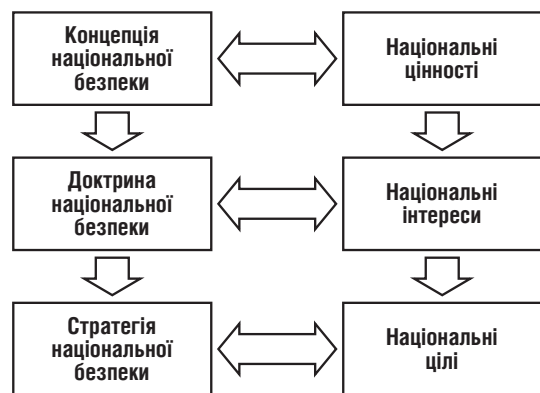 Концепція
національної
безпеки
Національні
цінності
Доктрина
національної
безпеки
Національні
інтереси
Стратегія
національної
безпеки
Національні
цілі